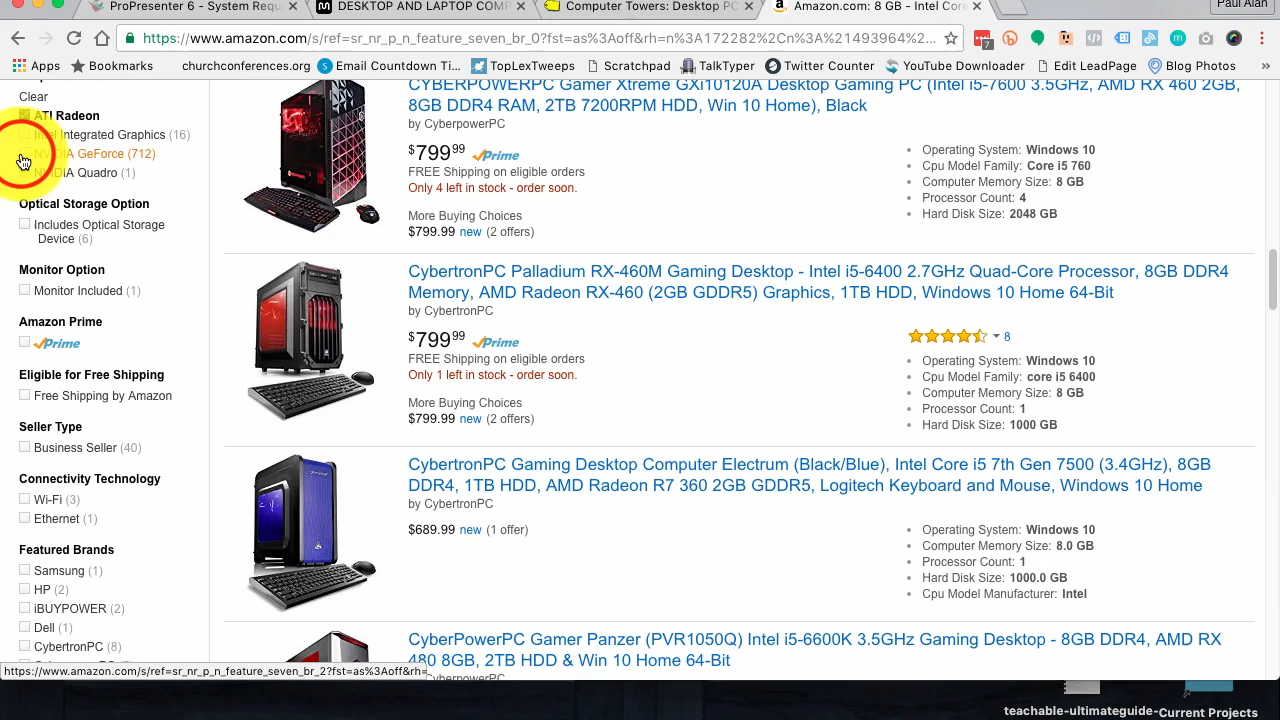 ProPresenter 6 - System Requ
DESKTOP AND LAPTOP COMP
Computer Towers: Desktop PC
Amazon.com: 8 GB - Intel Core
Paul Alan
https://www.amazon.com/s/ref=sr_nr_p_n_feature_seven_br_0?fst=as%3Aoff&rh=n%3A172282%2Cn%3A%21493964%2...
7
Apps
Bookmarks
churchconferences.org
Email Countdown Ti...
TopLexTweeps
Scratchpad
TalkTyper
Twitter Counter
YouTube Downloader
Edit LeadPage
Blog Photos
»
Clear
ATI Radeon
Intel Integrated Graphics (16)
NVIDIA GeForce (712)
NVIDIA Quadro (1)
Optical Storage Option
Includes Optical Storage
Device (6)
Monitor Option
Monitor Included (1)
Amazon Prime
Prime
Eligible for Free Shipping
Free Shipping by Amazon
Seller Type
Business Seller (40)
Connectivity Technology
Wi-Fi (3)
Ethernet (1)
Featured Brands
Samsung (1)
HP (2)
iBUYPOWER (2)
Dell (1)
CybertronPC (8)
CYBERPOWERPC Gamer Xtreme GXi10120A Desktop Gaming PC (Intel i5-7600 3.5GHz, AMD RX 460 2GB,
8GB DDR4 RAM, 2TB 7200RPM HDD, Win 10 Home), Black
by CyberpowerPC
$799 99 Prime
FREE Shipping on eligible orders
Only 4 left in stock - order soon.
More Buying Choices
$799.99 new (2 offers)
• Operating System: Windows 10
• Cpu Model Family: Core i5 760
• Computer Memory Size: 8 GB
• Processor Count: 4
• Hard Disk Size: 2048 GB
CybertronPC Palladium RX-460M Gaming Desktop - Intel i5-6400 2.7GHz Quad-Core Processor, 8GB DDR4
Memory, AMD Radeon RX-460 (2GB GDDR5) Graphics, 1TB HDD, Windows 10 Home 64-Bit
by CybertronPC
$799 99 Prime
FREE Shipping on eligible orders
Only 1 left in stock - order soon.
More Buying Choices
$799.99 new (2 offers)
8
• Operating System: Windows 10
• Cpu Model Family: core i5 6400
• Computer Memory Size: 8 GB
• Processor Count: 1
• Hard Disk Size: 1000 GB
CybertronPC Gaming Desktop Computer Electrum (Black/Blue), Intel Core i5 7th Gen 7500 (3.4GHz), 8GB
DDR4, 1TB HDD, AMD Radeon R7 360 2GB GDDR5, Logitech Keyboard and Mouse, Windows 10 Home
by CybertronPC
$689.99 new (1 offer)
• Operating System: Windows 10
• Computer Memory Size: 8.0 GB
• Processor Count: 1
• Hard Disk Size: 1000.0 GB
• Cpu Model Manufacturer: Intel
CyberPowerPC Gamer Panzer (PVR1050Q) Intel i5-6600K 3.5GHz Gaming Desktop - 8GB DDR4, AMD RX
480 8GB, 2TB HDD & Win 10 Home 64-Bit
https://www.amazon.com/s/ref=sr_nr_p_n_feature_seven_br_2?fst=as%3Aoff&rh=
teachable-ultimateguide-
Current Projects